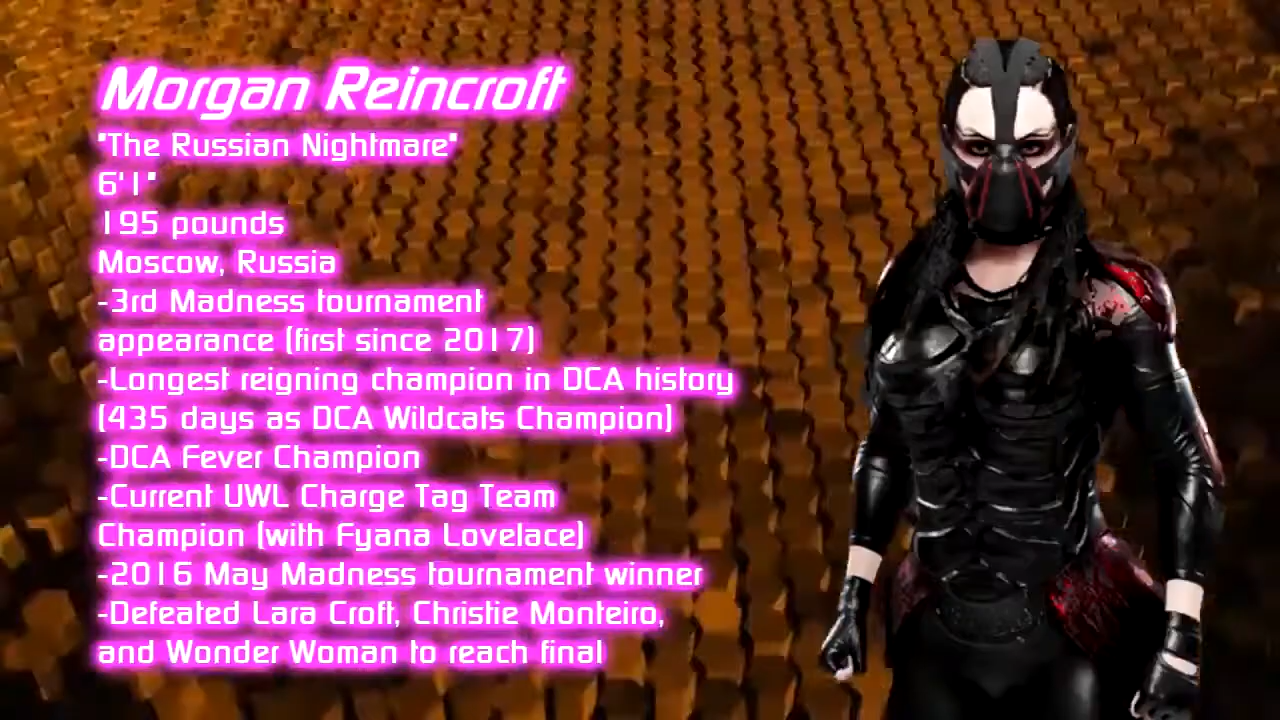 Morgan Reincroft
"The Russian Nightmare"
6'1"
195 pounds
Moscow, Russia
-3rd Madness tournament
appearance (first since 2017)
-Longest reigning champion in DCA history
(435 days as DCA Wildcats Champion)
-DCA Fever Champion
-Current UWL Charge Tag Team
Champion (with Fyana Lovelace)
-2016 May Madness tournament winner
-Defeated Lara Croft, Christie Monteiro,
and Wonder Woman to reach final